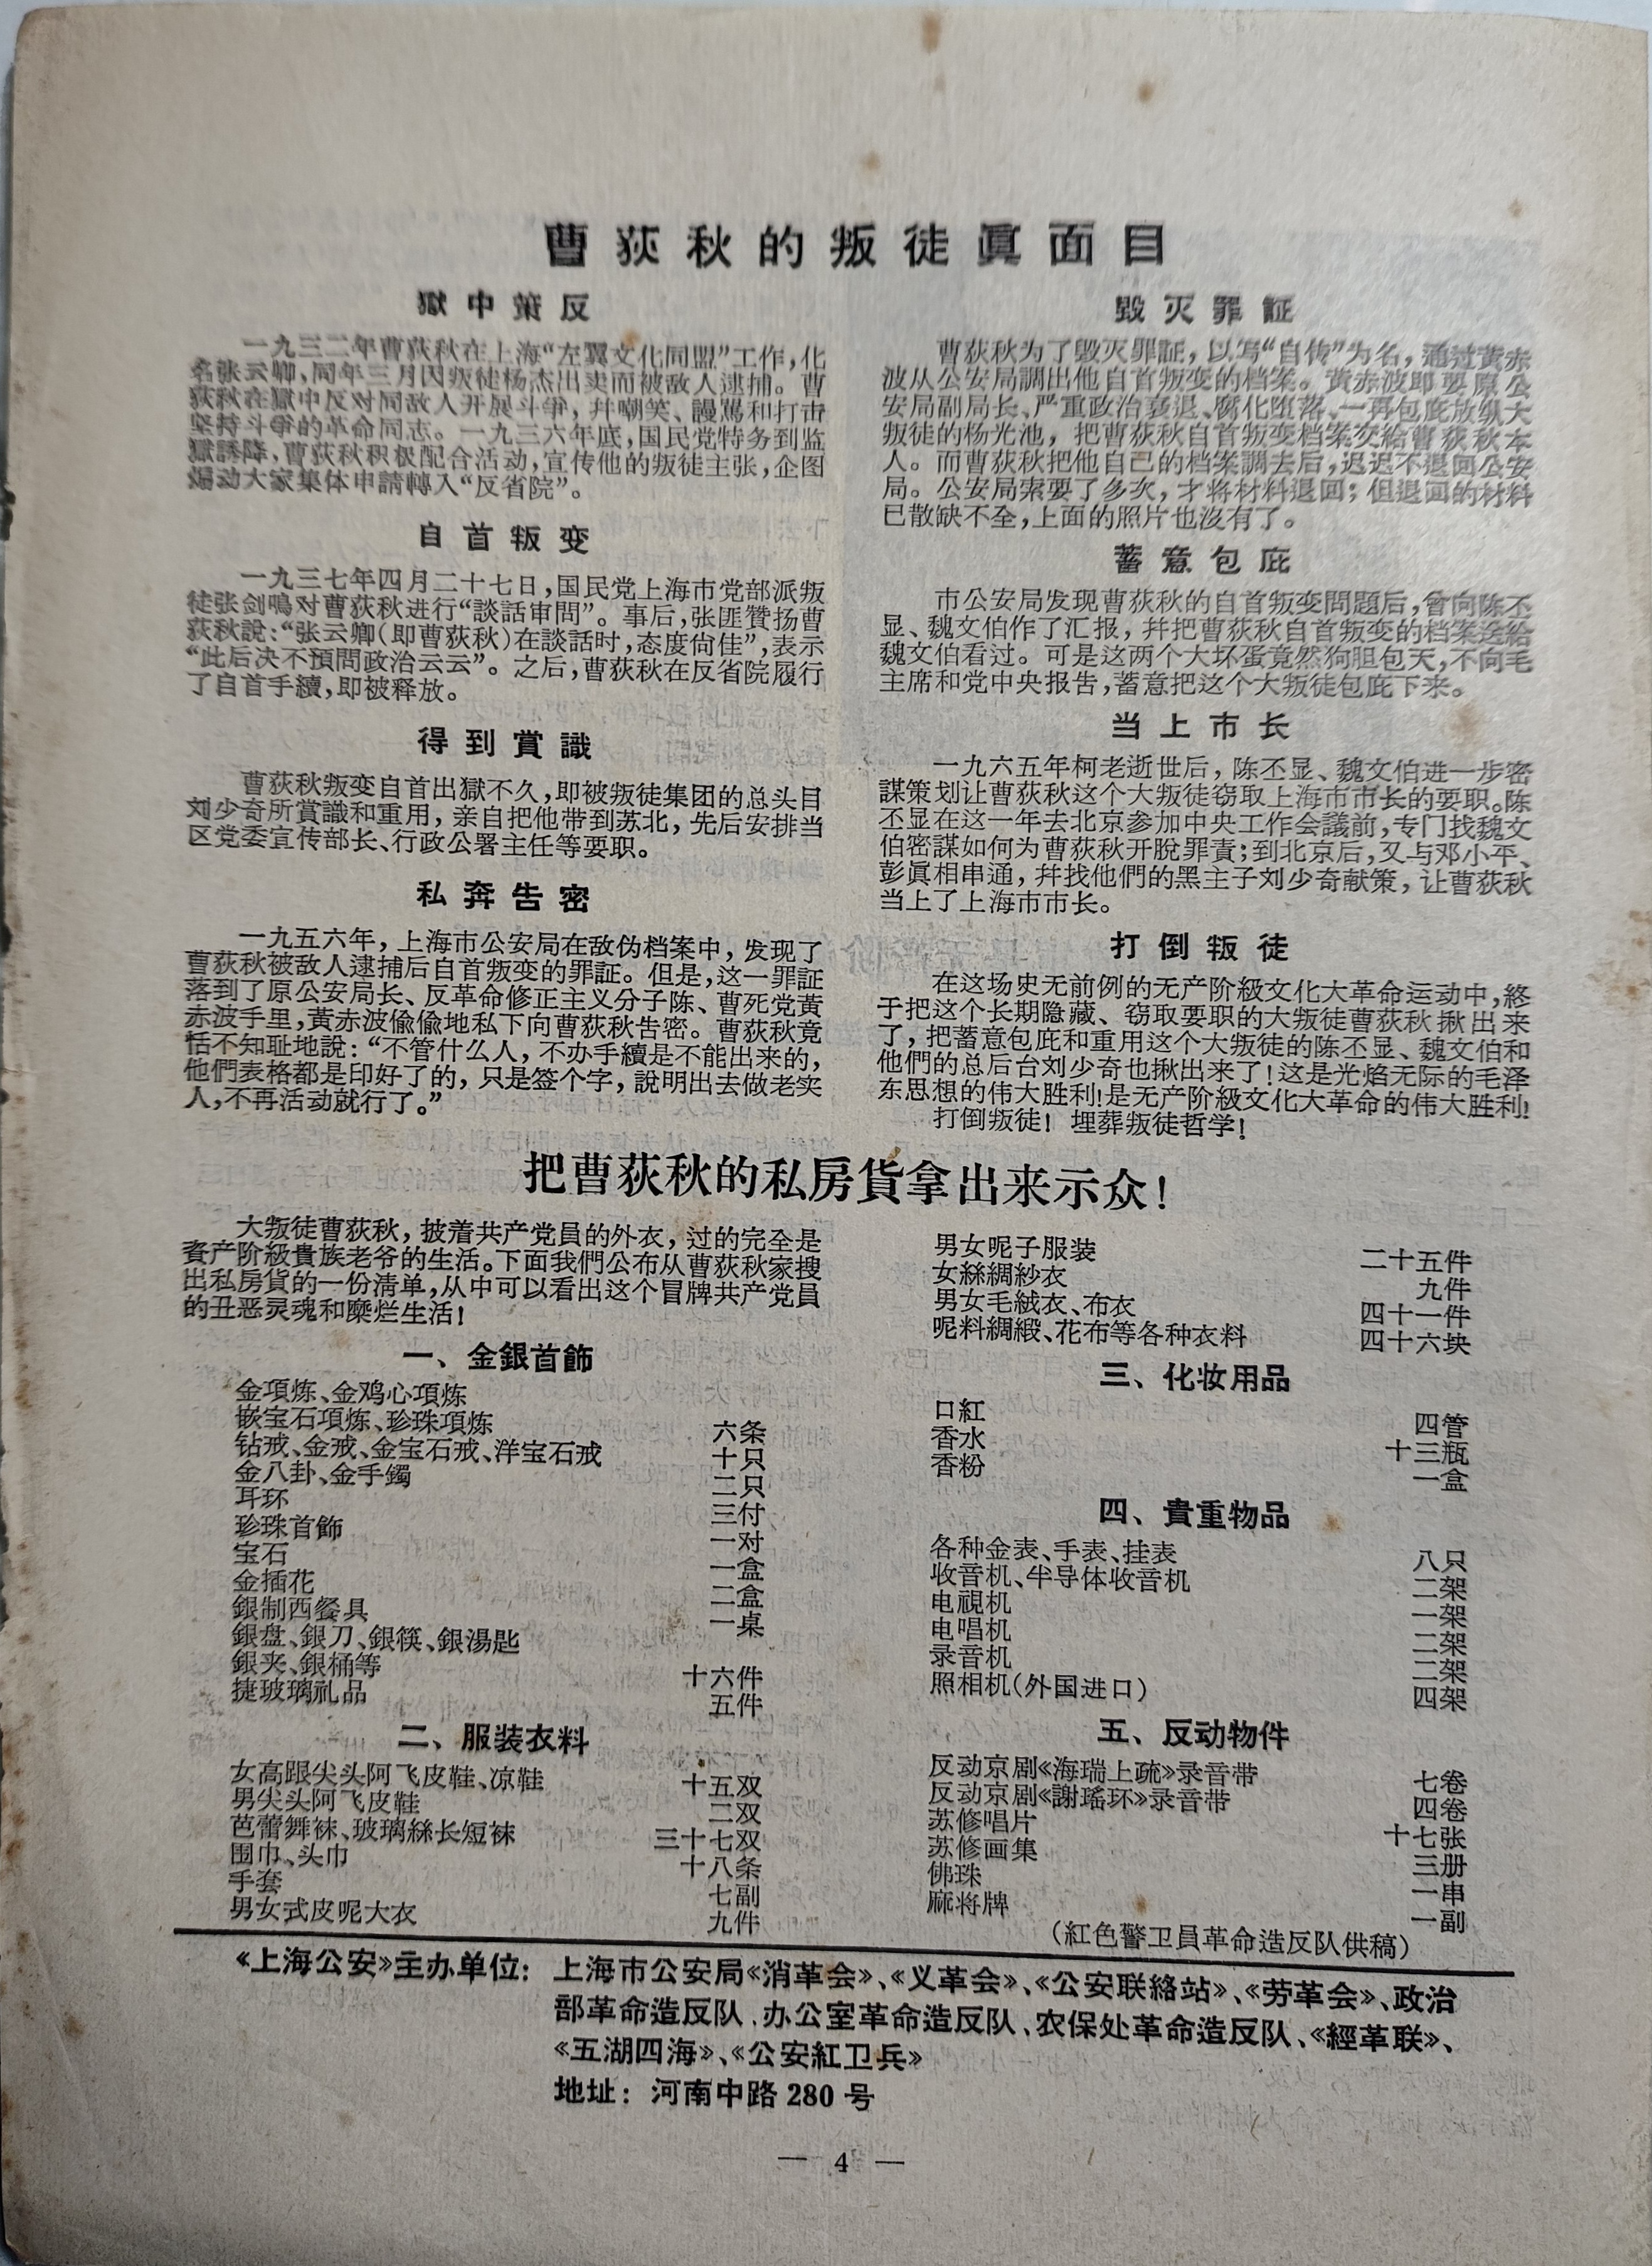 曹荻秋的叛徒眞面目
獄中策反
一九三二年曹荻秋在上海“左翼文化同盟”工作，化
名张云卿、同年三月因叛徒杨杰出卖而被敌人逮捕。曹
荻秋在獄中反对同敌人开展斗爭，幷嘲笑、謾駡和打击
坚持斗爭的革命同志。一九三六年底，国民党特务到监
獄誘降，曹荻秋积极配合活动，宣传他的叛徒主张，企图
煽动大家集体申請轉入“反省院”。
自首叛变
一九三七年四月二十七日，国民党上海市党部派叛
徒张剑鳴对曹荻秋进行“談話审問”。事后，张匪贊扬曹
荻秋說：“张云卿（即曹荻秋）在談話时，态度尙佳”，表示
“此后决不預問政治云云”。之后，曹荻秋在反省院履行
了自首手續，即被释放。
得到賞識
曹荻秋叛变自首出獄不久，即被叛徒集团的总头目
刘少奇所賞識和重用，亲自把他带到苏北，先后安排当
区党委宣传部长、行政公署主任等要职。
私奔告密
一九五六年，上海市公安局在敌伪档案中，发现了
曹荻秋被敌人逮捕后自首叛变的罪証。但是，这一罪証
落到了原公安局长、反革命修正主义分子陈、曹死党黃
赤波手里，黃赤波偸偸地私下向曹荻秋告密。曹荻秋竟
恬不知耻地說：“不管什么人，不办手續是不能出来的，
他們表格都是印好了的，只是签个字，說明出去做老实
人，不再活动就行了。”
毁灭罪証
曹荻秋为了毁灭罪証，以写“自传”为名，通过黃赤
波从公安局調出他自首叛变的档案。黃赤波即要原公
安局副局长、严重政治衰退、腐化堕落、一再包庇放纵大
叛徒的杨光池，把曹荻秋自首叛变档案交給曹荻秋本
人。而曹荻秋把他自己的档案調去后，迟迟不退回公安
局。公安局索要了多次，才将材料退回；但退回的材料
已散缺不全，上面的照片也沒有了。
蓄意包庇
市公安局发现曹荻秋的自首叛变問題后，曾向陈丕
显、魏文伯作了汇报，幷把曹荻秋自首叛变的档案送給
魏文伯看过。可是这两个大坏蛋竟然狗胆包天，不向毛
主席和党中央报告，蓄意把这个大叛徒包庇下来。
当上市长
一九六五年柯老逝世后，陈丕显、魏文伯进一步密
謀策划让曹荻秋这个大叛徒窃取上海市市长的要职。陈
丕显在这一年去北京参加中央工作会議前，专门找魏文
伯密謀如何为曹荻秋开脫罪責；到北京后，又与邓小平、
彭眞相串通，幷找他們的黑主子刘少奇献策，让曹荻秋
当上了上海市市长。
打倒叛徒
在这场史无前例的无产阶級文化大革命运动中，終
于把这个长期隐藏、窃取要职的大叛徒曹荻秋揪出来
了，把蓄意包庇和重用这个大叛徒的陈丕显、魏文伯和
他們的总后台刘少奇也揪出来了！这是光焰无际的毛泽
东思想的伟大胜利！是无产阶級文化大革命的伟大胜利！
打倒叛徒！埋葬叛徒哲学！
把曹荻秋的私房貨拿出来示众！
大叛徒曹荻秋，披着共产党員的外衣，过的完全是
資产阶級貴族老爷的生活。下面我們公布从曹荻秋家搜
出私房貨的一份清单，从中可以看出这个冒牌共产党員
的丑恶灵魂和糜烂生活！
一、金銀首飾
金項炼、金鸡心項炼
嵌宝石項炼、珍珠項炼 六条
钻戒、金戒、金宝石戒、洋宝石戒 十只
金八卦、金手鐲 二只
耳环 三付
珍珠首飾 一对
宝石 一盒
金插花 二盒
銀制西餐具 一桌
銀盘、銀刀、銀筷、銀湯匙
銀夹、銀桶等 十六件
捷玻璃礼品 五件
二、服装衣料
女高跟尖头阿飞皮鞋、凉鞋 十五双
男尖头阿飞皮鞋 二双
芭蕾舞袜、玻璃絲长短袜 三十七双
围巾、头巾 十八条
手套 七副
男女式皮呢大衣 九件
男女呢子服装 二十五件
女絲綢紗衣 九件
男女毛絨衣、布衣 四十一件
呢料綢緞、花布等各种衣料 四十六块
三、化妆用品
口紅 四管
香水 十三瓶
香粉 一盒
四、貴重物品
各种金表、手表、挂表 八只
收音机、半导体收音机 二架
电視机 一架
电唱机 二架
录音机 二架
照相机（外国进口） 四架
五、反动物件
反动京剧《海瑞上疏》录音带 七卷
反动京剧《謝瑤环》录音带 四卷
苏修唱片 十七张
苏修画集 三册
佛珠 一串
麻将牌 一副
（紅色警卫員革命造反队供稿）
《上海公安》主办单位：上海市公安局《消革会》、《义革会》、《公安联絡站》、《劳革会》、政治
部革命造反队、办公室革命造反队、农保处革命造反队、《經革联》、
《五湖四海》、《公安紅卫兵》
地址：河南中路280号
— 4 —